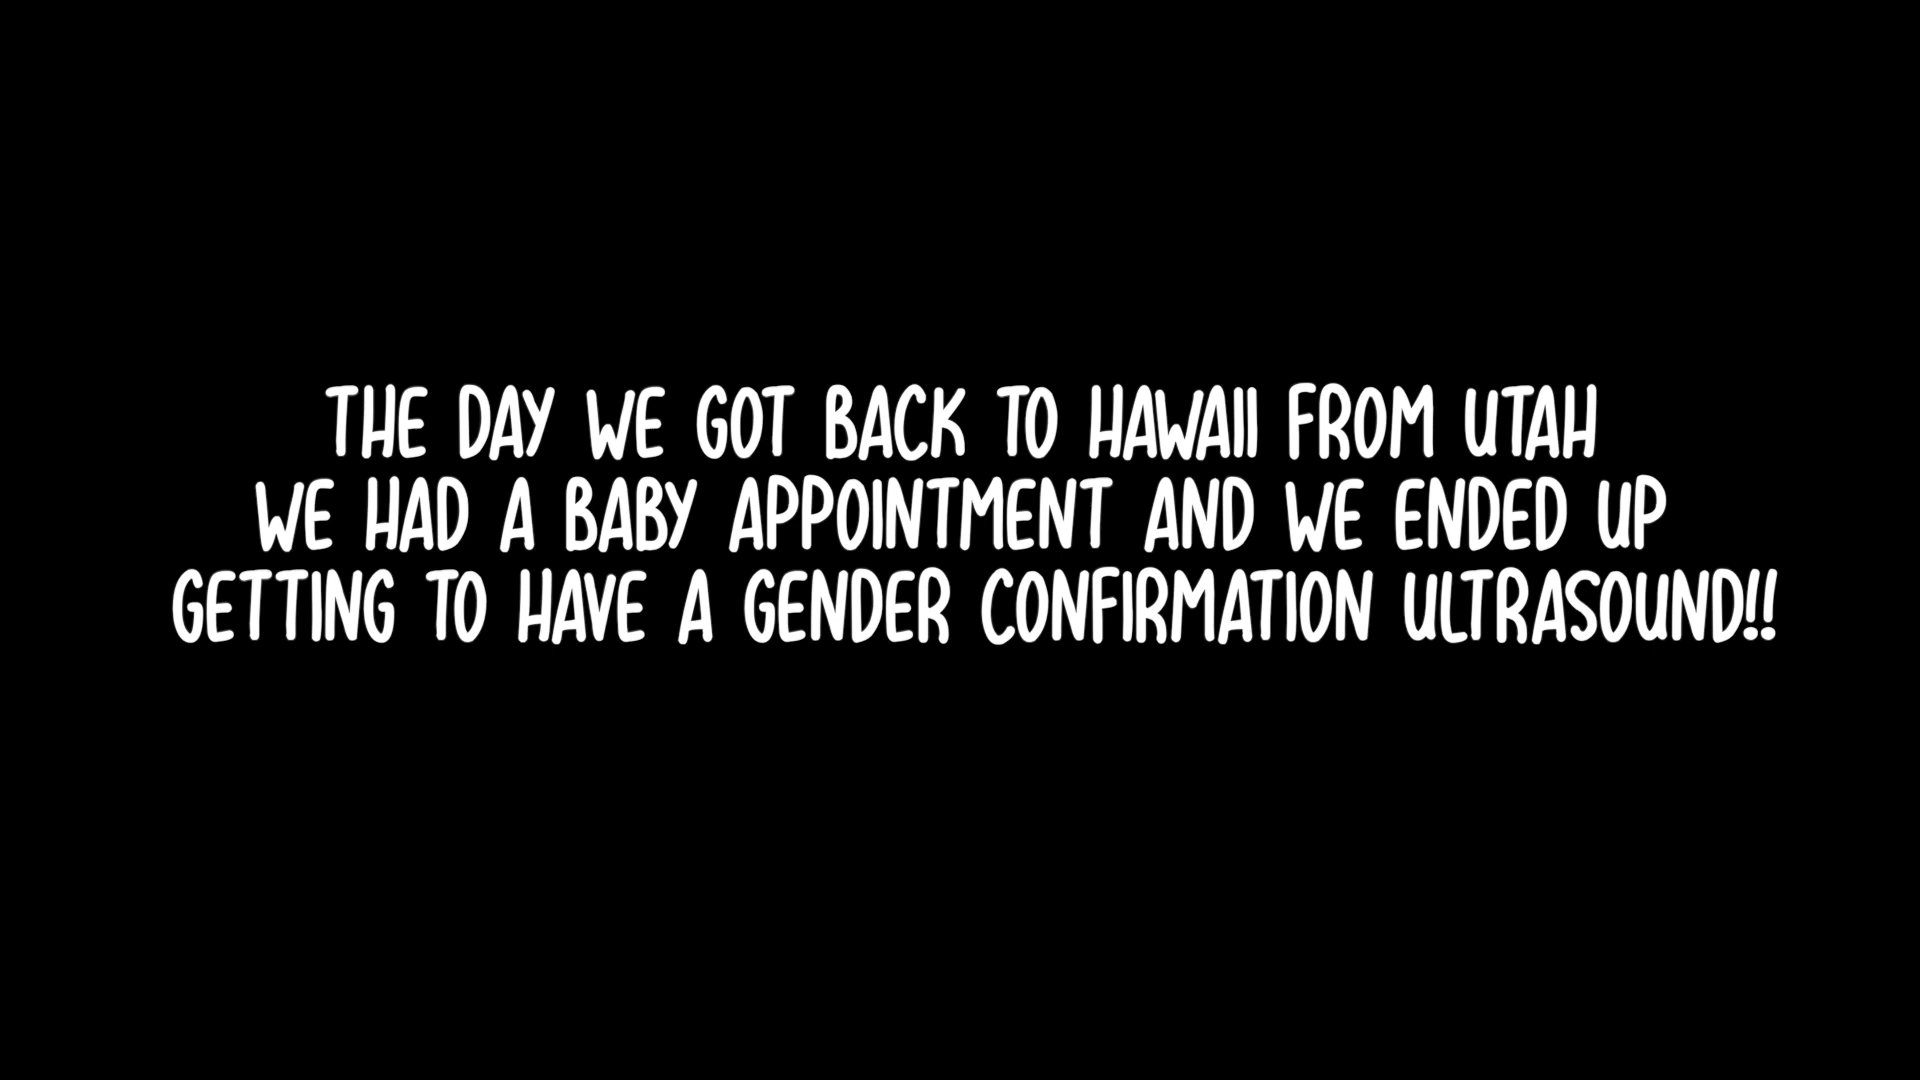 THE DAY WE GOT BACK TO HAWAII FROM UTAH
WE HAD A BABY APPOINTMENT AND WE ENDED UP
GETTING TO HAVE A GENDER CONFIRMATION ULTRASOUND!!